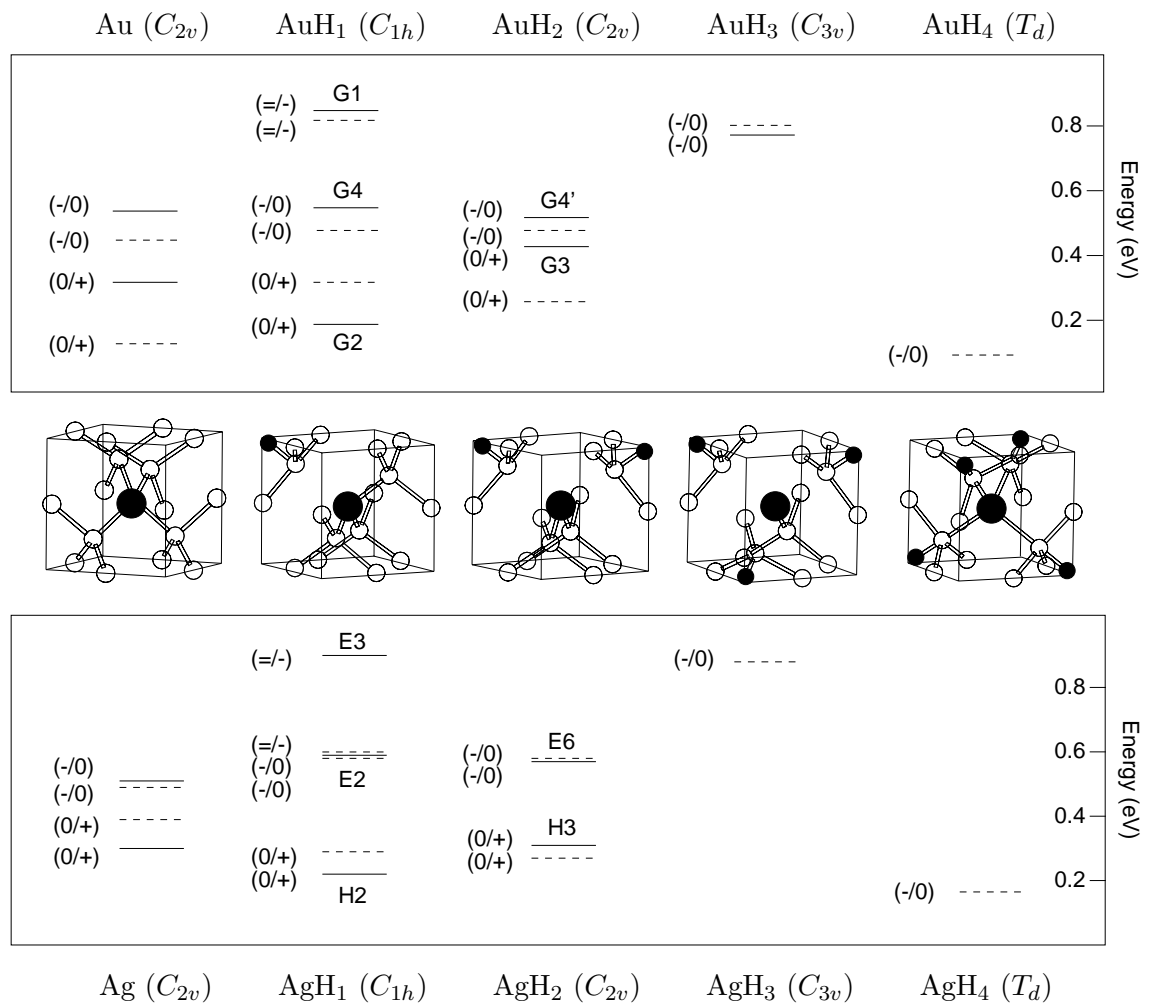 Au (C2v) AuH1 (C1h) AuH2 (C2v) AuH3 (C3v) AuH4 (Td)
(=/-) G1
(=/-)
(-/0) (-/0)
0.8
(-/0) (-/0) G4 (-/0) G4’
0.6
(-/0) (-/0) (-/0)
(0/+) (0/+) (0/+) G3
0.4
(0/+) (0/+) G2 (0/+)
0.2
(-/0)
Energy (eV)
(=/-) E3
(-/0)
0.8
(-/0) (=/-) (-/0) E6
0.6
(-/0) (-/0) E2 (-/0)
(-/0)
(0/+) (0/+) H3
0.4
(0/+) (0/+) (0/+)
(0/+) H2
0.2
(-/0)
Energy (eV)
Ag (C2v) AgH1 (C1h) AgH2 (C2v) AgH3 (C3v) AgH4 (Td)